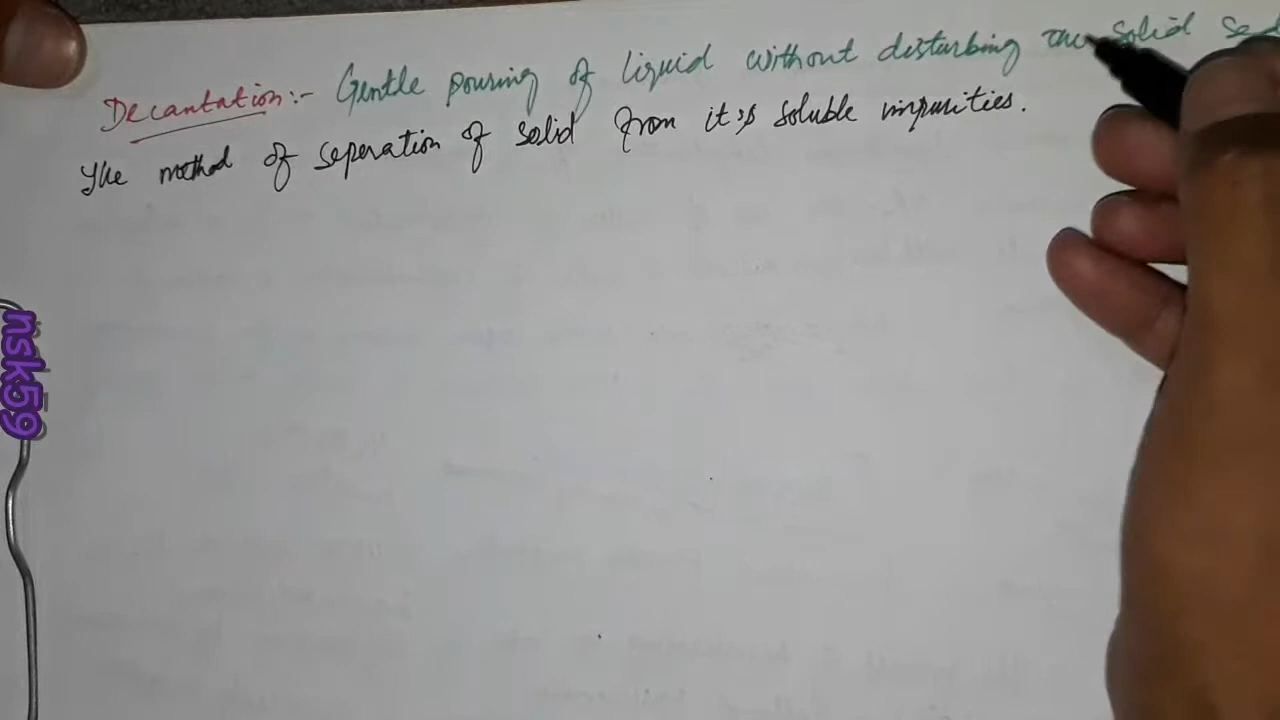 Decantation:- Gentle pouring of liquid without disturbing the solid
The method of seperation of solid from it's soluble impurities.
nsk59